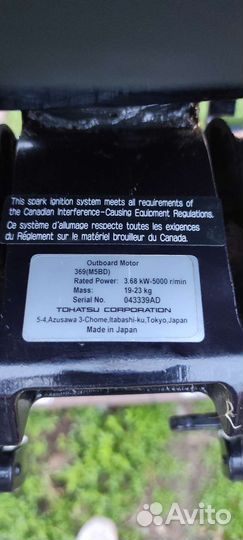 This spark ignition system meets all requirements of
the Canadian Interference-Causing Equipment Regulations.
Ce système d'allumage respecte toutes les exigences
du Réglement sur le matériel brouilleur du Canada.
Outboard Motor
369(M5BD)
Rated Power: 3.68 kW-5000 r/min
Mass: 19-23 kg
Serial No. 043339AD
TOHATSU CORPORATION
5-4,Azusawa 3-Chome,Itabashi-ku,Tokyo,Japan
Made in Japan
Avito